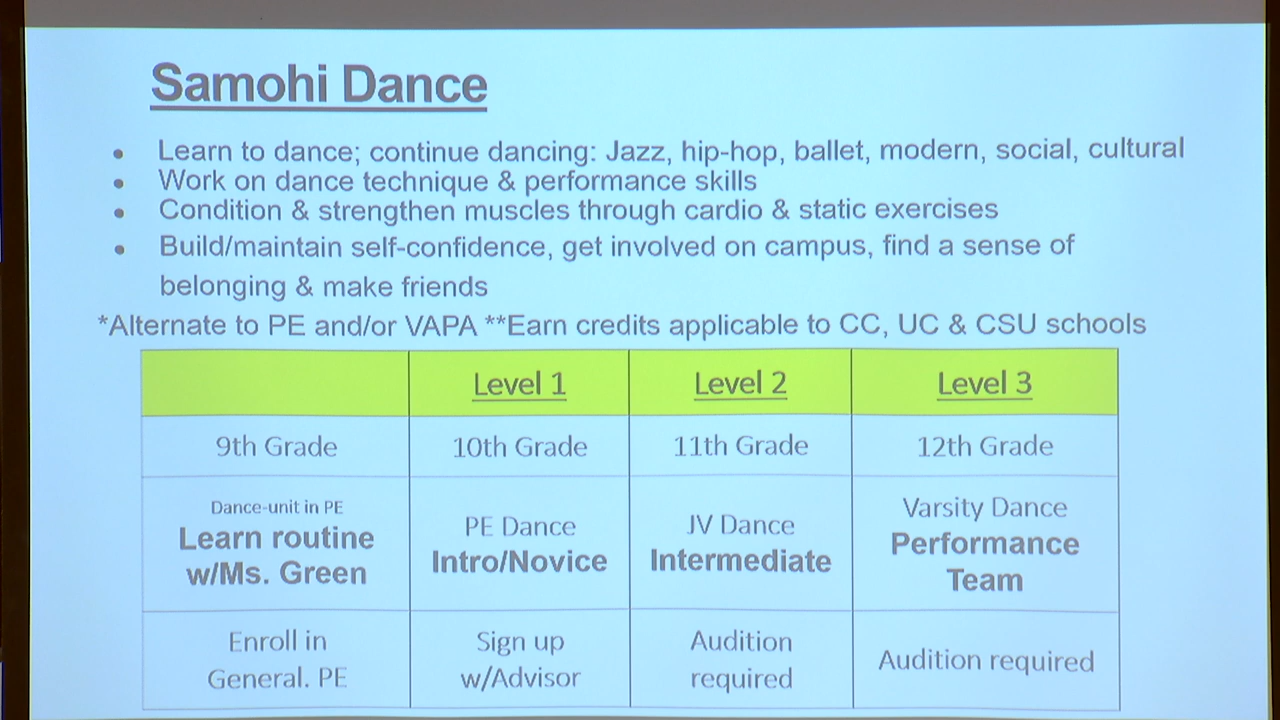 Samohi Dance
• Learn to dance; continue dancing: Jazz, hip-hop, ballet, modern, social, cultural
• Work on dance technique & performance skills
• Condition & strengthen muscles through cardio & static exercises
• Build/maintain self-confidence, get involved on campus, find a sense of
belonging & make friends
*Alternate to PE and/or VAPA **Earn credits applicable to CC, UC & CSU schools
Level 1 Level 2 Level 3
9th Grade 10th Grade 11th Grade 12th Grade
Dance-unit in PE
Learn routine
w/Ms. Green
PE Dance
Intro/Novice
JV Dance
Intermediate
Varsity Dance
Performance
Team
Enroll in
General. PE
Sign up
w/Advisor
Audition
required
Audition required